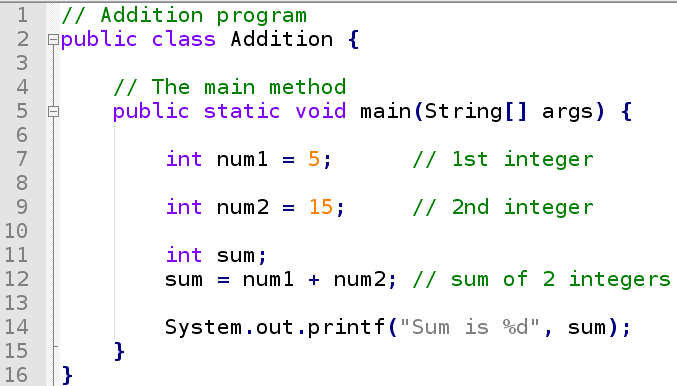 1 // Addition program
2 public class Addition {
3
4 // The main method
5 public static void main(String[] args) {
6
7 int num1 = 5; // 1st integer
8
9 int num2 = 15; // 2nd integer
10
11 int sum;
12 sum = num1 + num2; // sum of 2 integers
13
14 System.out.printf("Sum is %d", sum);
15 }
16 }